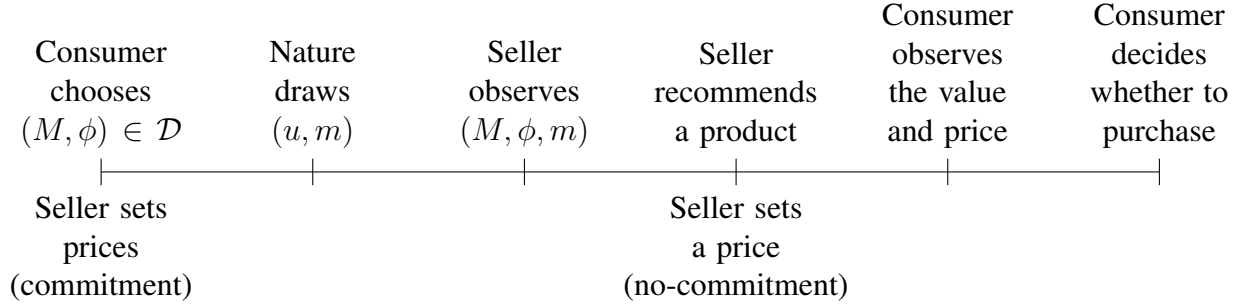 Consumer
chooses
(M, ϕ) ∈ 𝒟
Nature
draws
(u, m)
Seller
observes
(M, ϕ, m)
Seller
recommends
a product
Consumer
observes
the value
and price
Consumer
decides
whether to
purchase
Seller sets
prices
(commitment)
Seller sets
a price
(no-commitment)